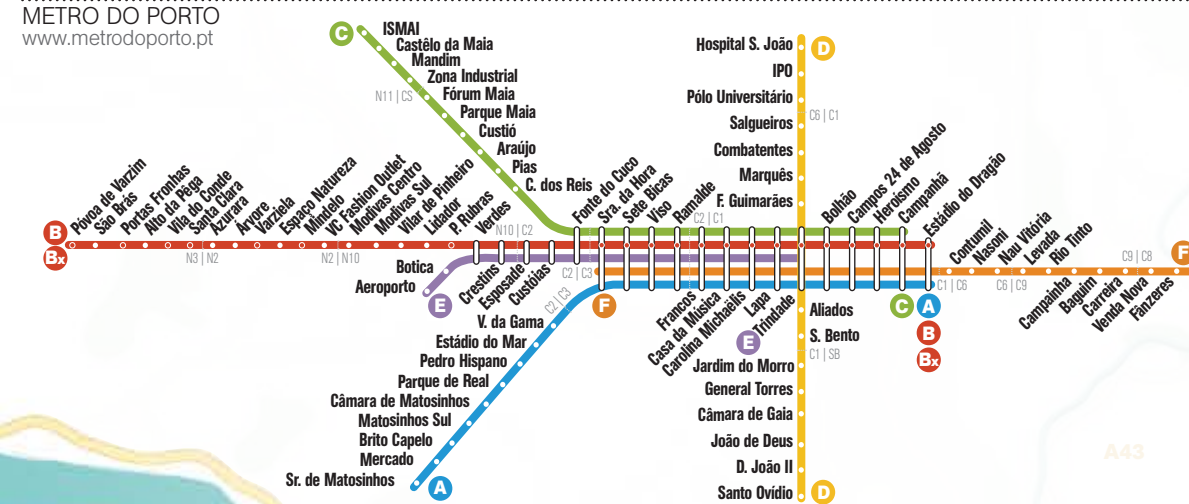 METRO DO PORTO
www.metrodoporto.pt
C
ISMAI
Castêlo da Maia
Mandim
Zona Industrial
N11 | CS
Fórum Maia
Parque Maia
Custió
Araújo
Pias
C. dos Reis
Hospital S. João
D
IPO
Pólo Universitário
C6 | C1
Salgueiros
Combatentes
Marquês
F. Guimarães
B
Bx
Póvoa de Varzim
São Brás
Portas Fronhas
Alto da Pêga
Vila do Conde
Santa Clara
N3 | N2
Azurara
Árvore
Varziela
Espaço Natureza
Mindelo
VC Fashion Outlet
N2 | N10
Modivas Centro
Modivas Sul
Vilar de Pinheiro
Lidador
P. Rubras
Verdes
N10 | C2
Fonte do Cuco
Sra. da Hora
Sete Bicas
Viso
Ramalde
C2 | C1
Bolhão
Campos 24 de Agosto
Heroísmo
Campanhã
Estádio do Dragão
Botica
Aeroporto
E
Crestins
Esposade
Custóias
C2 | C3
C2 | C3
F
Francos
Casa da Música
Carolina Michaëlis
Lapa
E
Trindade
C
A
B
Bx
C1 | C6
Contumil
Nasoni
Nau Vitória
C6 | C9
Levada
Rio Tinto
Campainha
Baguim
Carreira
C9 | C8
Venda Nova
Fânzeres
F
V. da Gama
Estádio do Mar
Pedro Hispano
Parque de Real
Câmara de Matosinhos
Matosinhos Sul
Brito Capelo
Mercado
Sr. de Matosinhos
A
Aliados
S. Bento
C1 | SB
Jardim do Morro
General Torres
Câmara de Gaia
João de Deus
D. João II
Santo Ovídio
D
A43